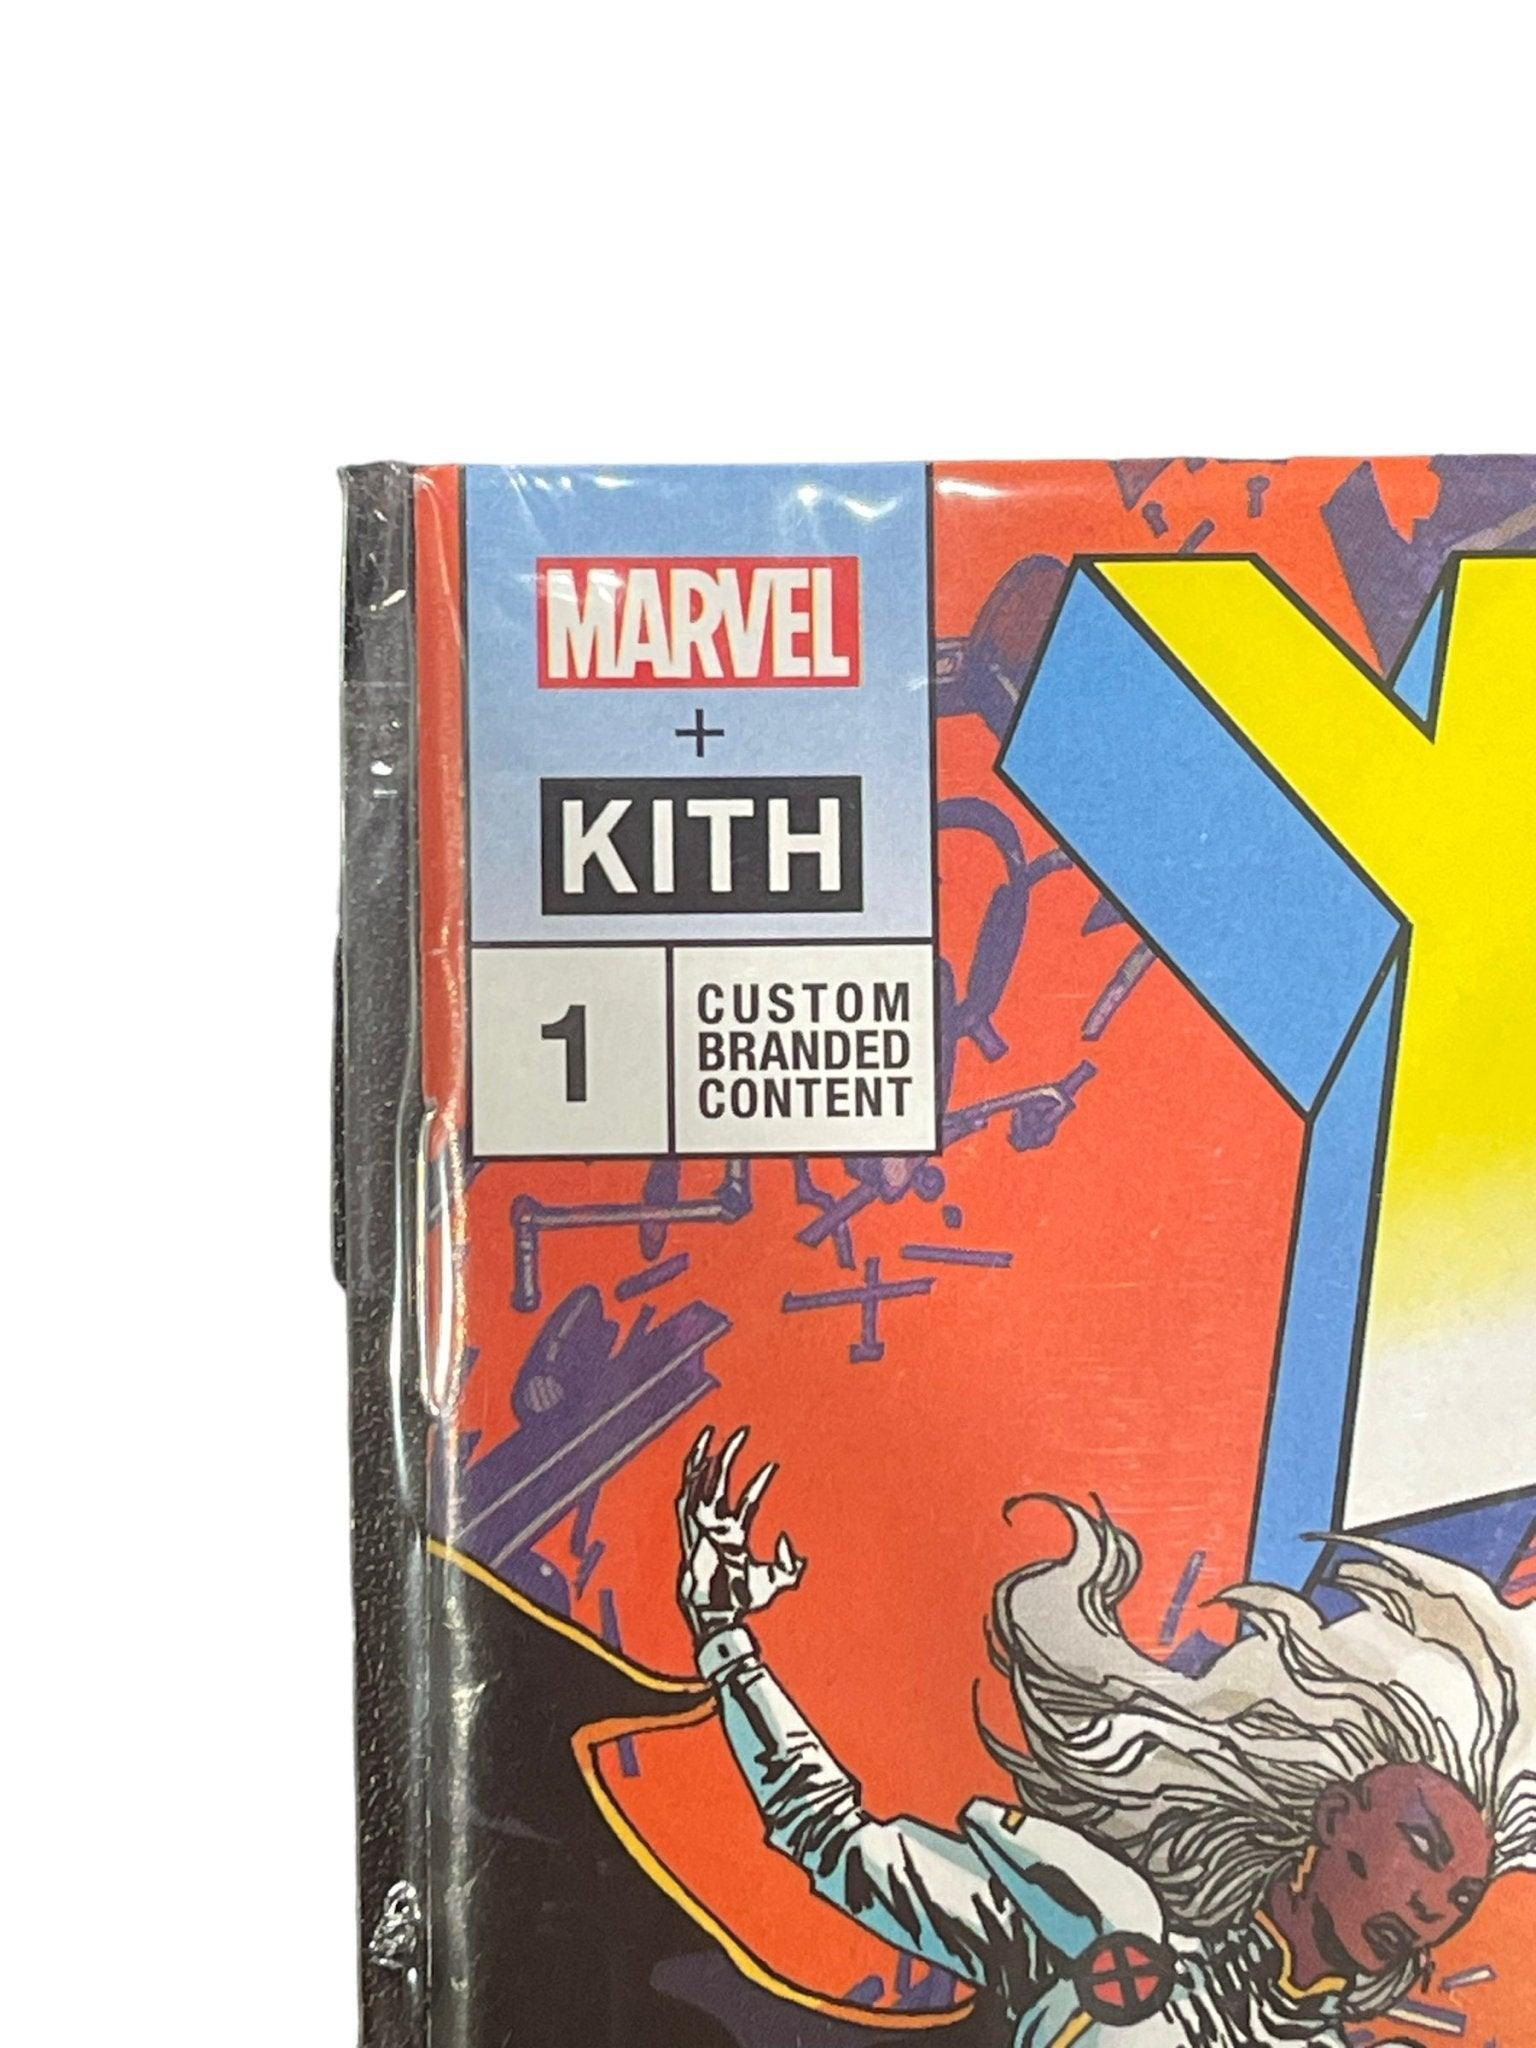 MARVEL
+
KITH
1
CUSTOM
BRANDED
CONTENT
X